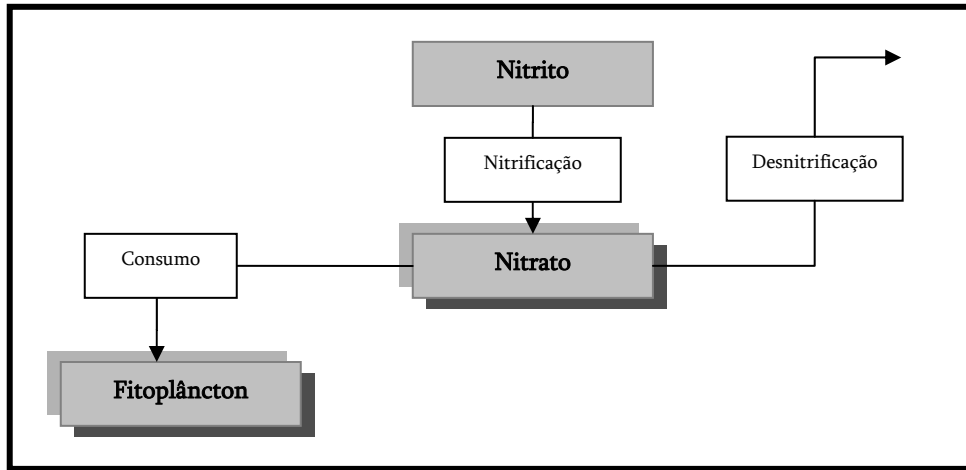 Nitrito
Nitrificação
Desnitrificação
Consumo
Nitrato
Fitoplâncton